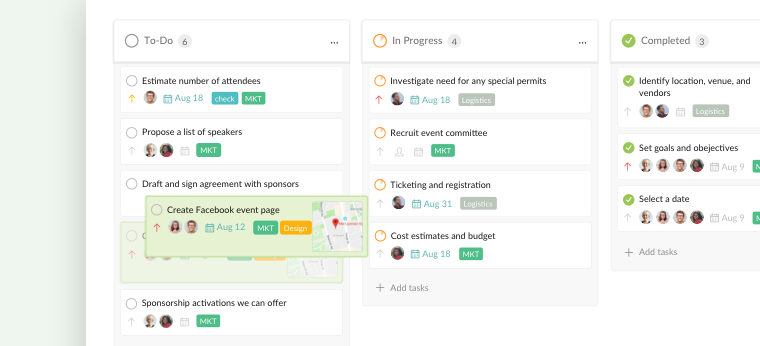 To-Do 6 ...
Estimate number of attendees
Aug 18 check MKT
Propose a list of speakers
MKT
Draft and sign agreement with sponsors
Create Facebook event page
Aug 12 MKT Design
Sponsorship activations we can offer
MKT
In Progress 4 ...
Investigate need for any special permits
Aug 18 Logistics
Recruit event committee
MKT
Ticketing and registration
Aug 31 Logistics
Cost estimates and budget
Aug 18 MKT
+ Add tasks
Completed 3
Identify location, venue, and
vendors
Logistics
Set goals and obejectives
Aug 9
Select a date
Aug 9
+ Add tasks